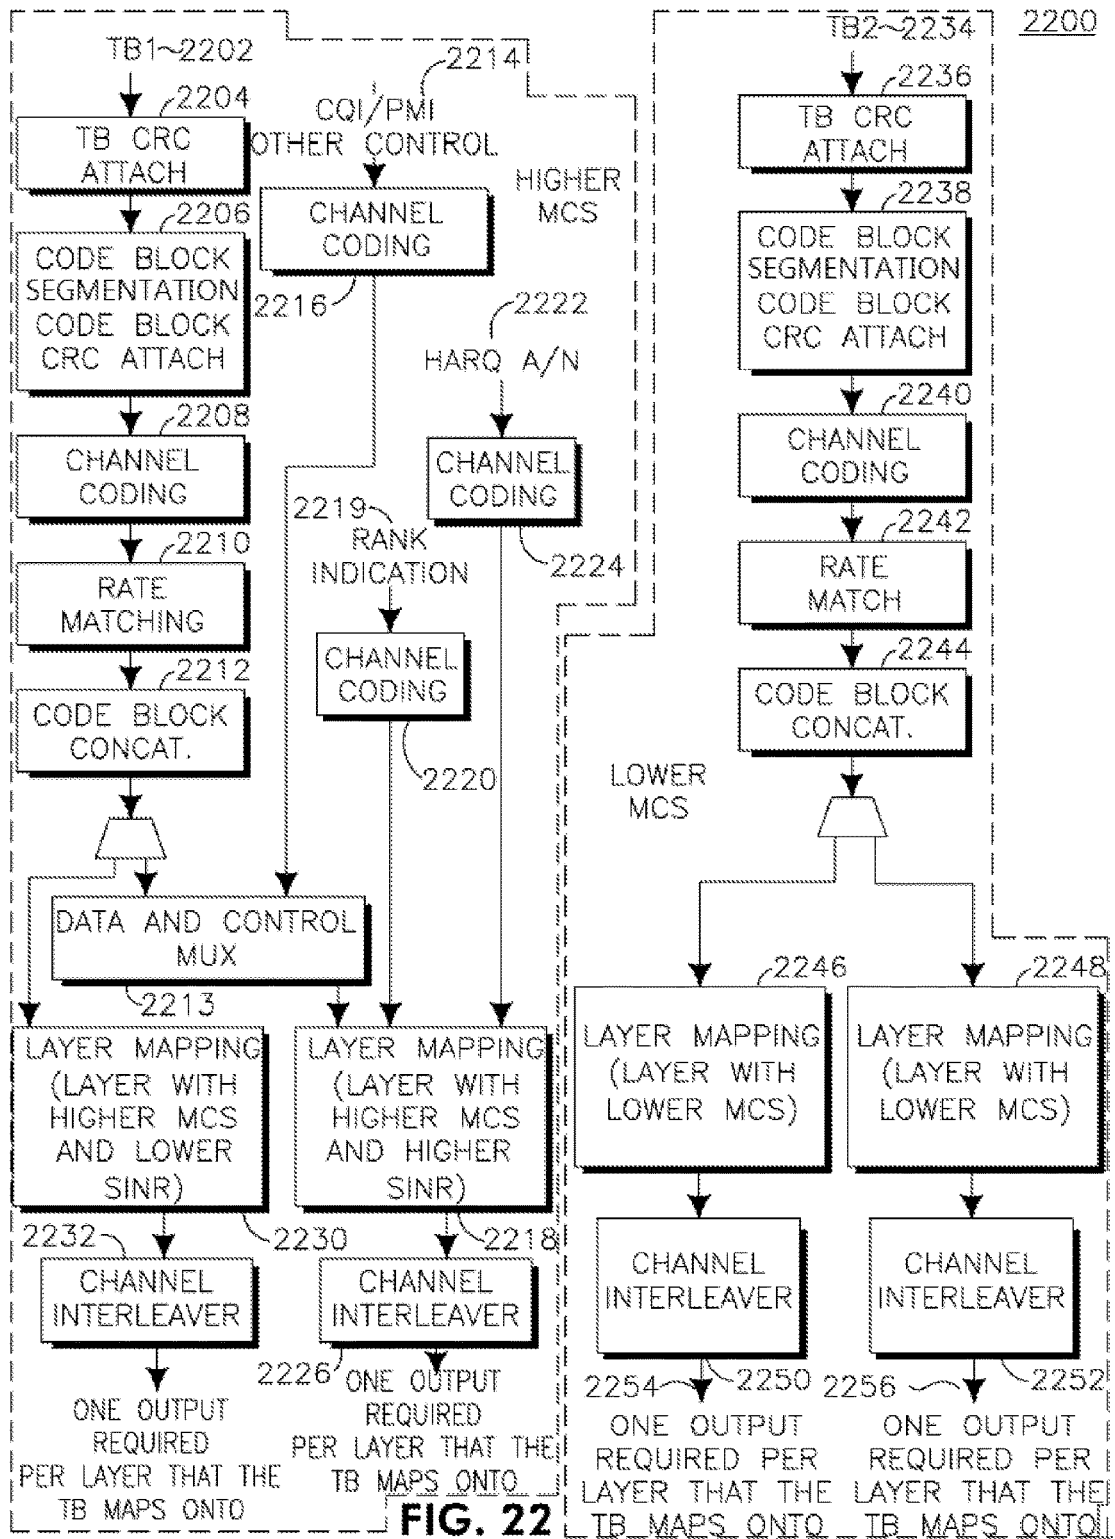 2200
TB1~2202
2204
TB CRC
ATTACH
2206
CODE BLOCK
SEGMENTATION
CODE BLOCK
CRC ATTACH
2208
CHANNEL
CODING
2210
RATE
MATCHING
2212
CODE BLOCK
CONCAT.
2214
CQI/PMI
OTHER CONTROL
CHANNEL
CODING
2216
HIGHER
MCS
2222
HARQ A/N
CHANNEL
CODING
2224
2219
RANK
INDICATION
CHANNEL
CODING
2220
DATA AND CONTROL
MUX
2213
LAYER MAPPING
(LAYER WITH
HIGHER MCS
AND LOWER
SINR)
2230
LAYER MAPPING
(LAYER WITH
HIGHER MCS
AND HIGHER
SINR)
2218
2232
CHANNEL
INTERLEAVER
CHANNEL
INTERLEAVER
2226
ONE OUTPUT
REQUIRED
PER LAYER THAT THE
TB MAPS ONTO
ONE OUTPUT
REQUIRED
PER LAYER THAT THE
TB MAPS ONTO
TB2~2234
2236
TB CRC
ATTACH
2238
CODE BLOCK
SEGMENTATION
CODE BLOCK
CRC ATTACH
2240
CHANNEL
CODING
2242
RATE
MATCH
2244
CODE BLOCK
CONCAT.
LOWER
MCS
2246
LAYER MAPPING
(LAYER WITH
LOWER MCS)
2248
LAYER MAPPING
(LAYER WITH
LOWER MCS)
CHANNEL
INTERLEAVER
2250
CHANNEL
INTERLEAVER
2252
2254
ONE OUTPUT
REQUIRED PER
LAYER THAT THE
TB MAPS ONTO
2256
ONE OUTPUT
REQUIRED PER
LAYER THAT THE
TB MAPS ONTO
FIG. 22